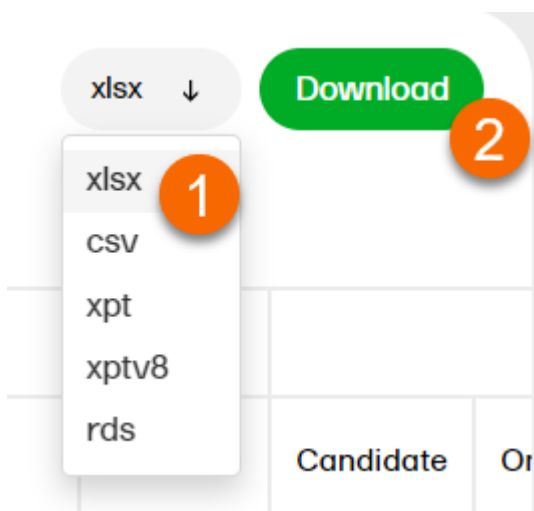 xlsx ↓ Download
2
xlsx 1
csv
xpt
xptv8
rds
Candidate